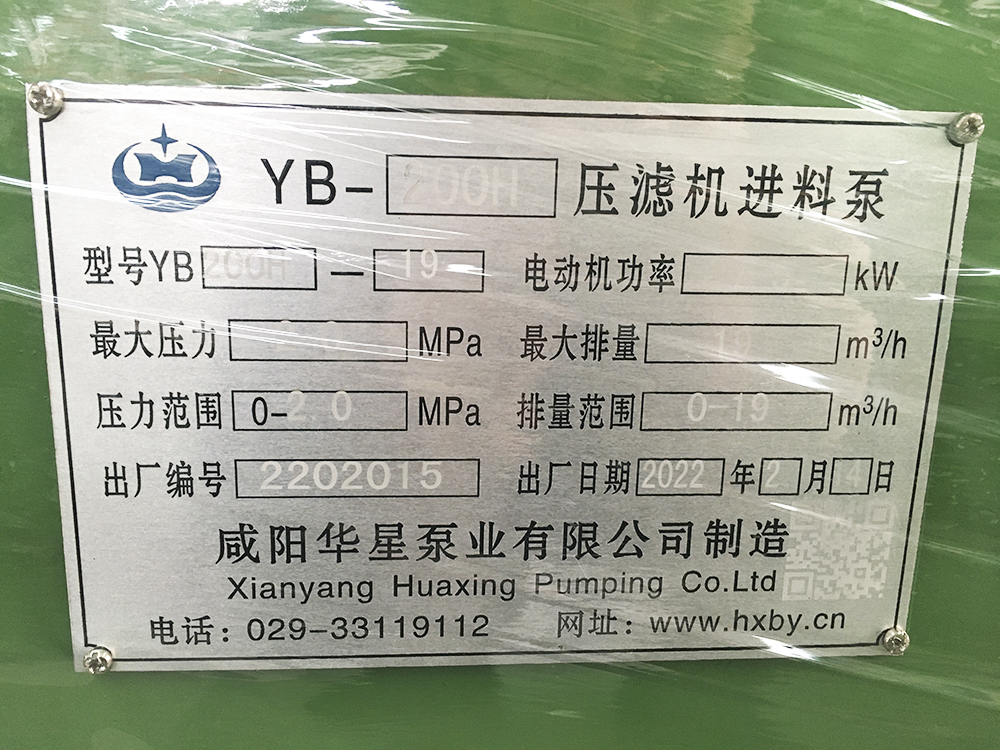 YB-200H压滤机进料泵
型号YB 200H — 19 电动机功率 kW
最大压力 MPa 最大排量 19 m³/h
压力范围 0-2.0 MPa 排量范围 0-19 m³/h
出厂编号 2202015 出厂日期 2022 年 2 月 4 日
咸阳华星泵业有限公司制造
Xianyang Huaxing Pumping Co.Ltd
电话：029-33119112 网址：www.hxby.cn